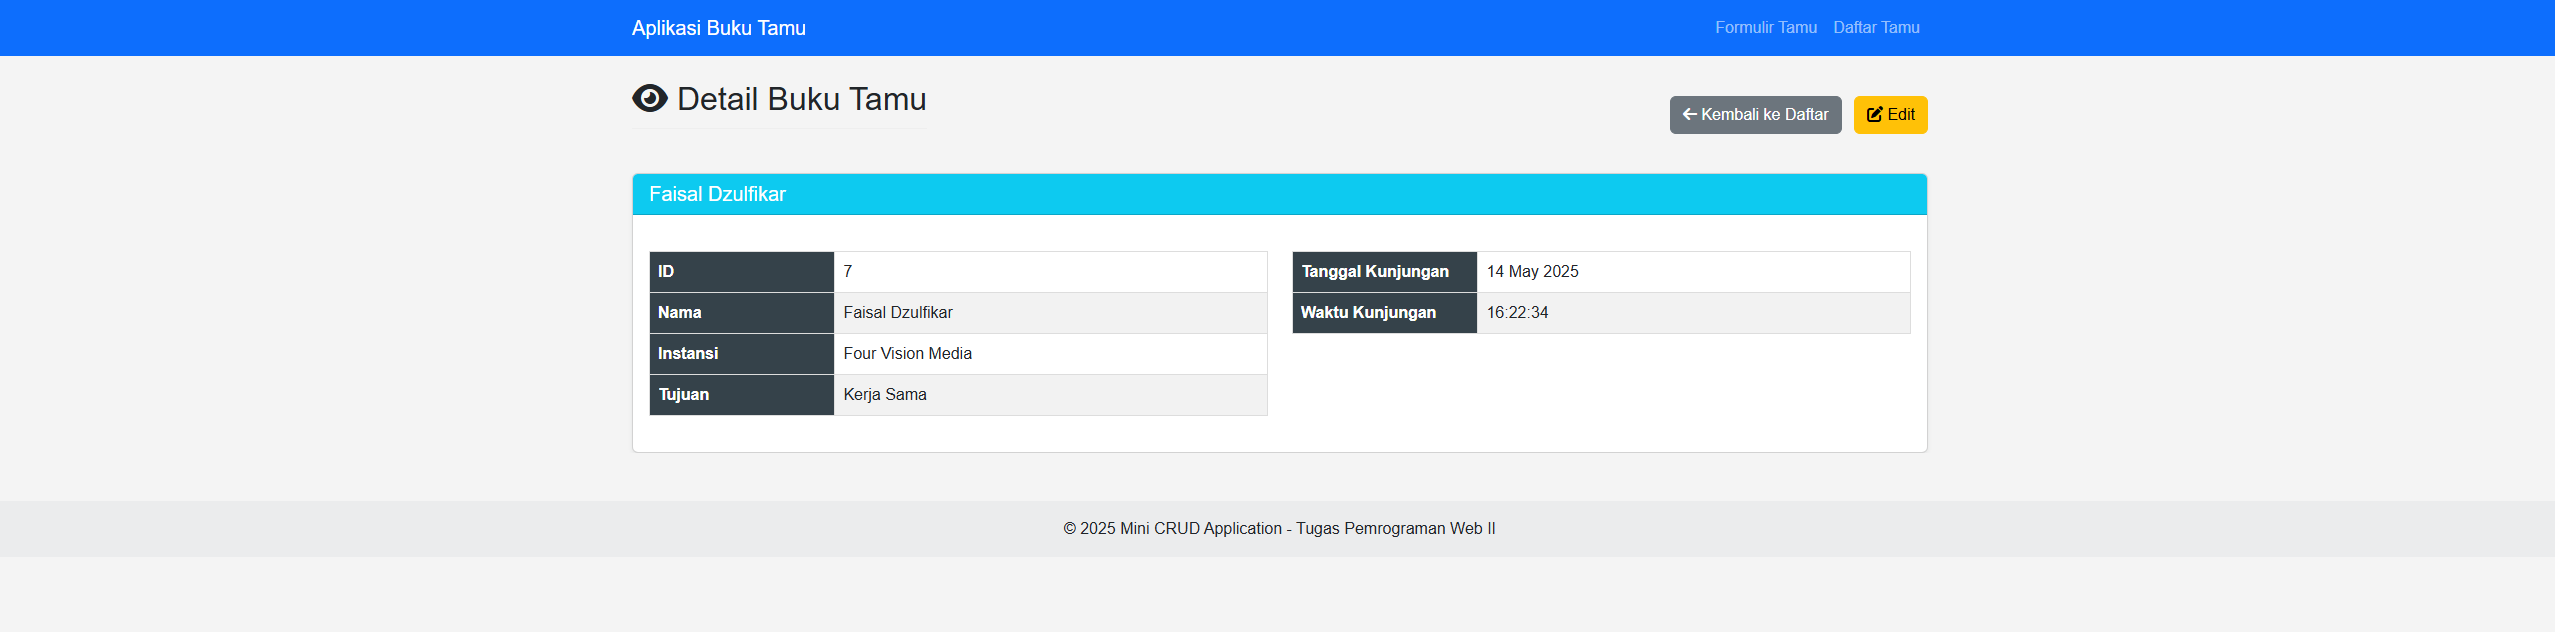 Aplikasi Buku Tamu
Formulir Tamu
Daftar Tamu
Detail Buku Tamu
Kembali ke Daftar
Edit
Faisal Dzulfikar
ID 7
Nama Faisal Dzulfikar
Instansi Four Vision Media
Tujuan Kerja Sama
Tanggal Kunjungan 14 May 2025
Waktu Kunjungan 16:22:34
© 2025 Mini CRUD Application - Tugas Pemrograman Web II